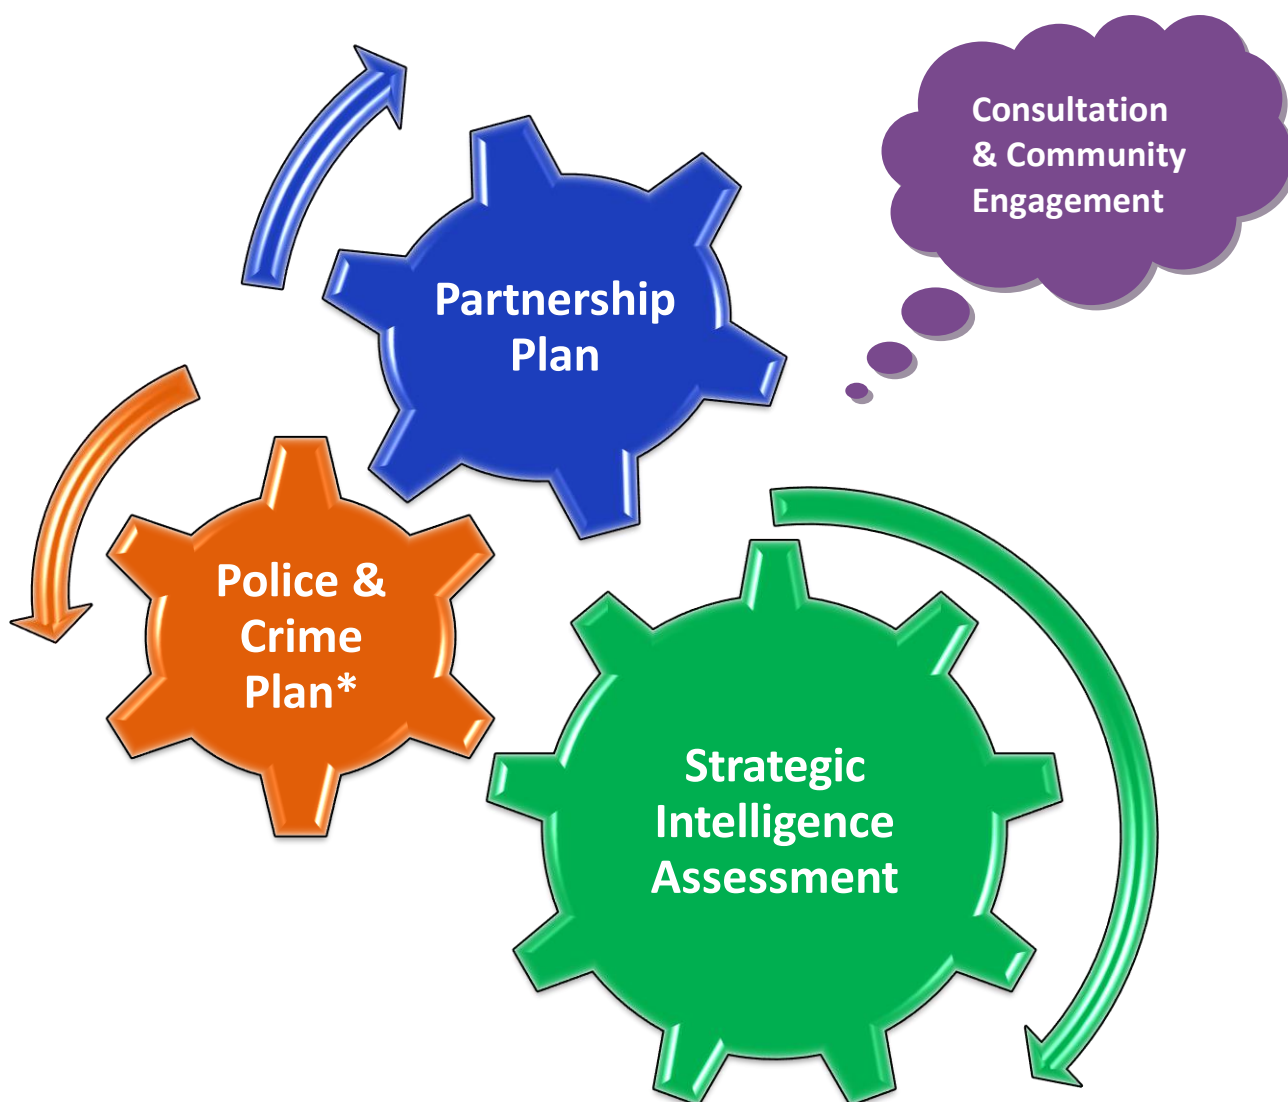 Consultation
& Community
Engagement
Partnership
Plan
Police &
Crime
Plan*
Strategic
Intelligence
Assessment